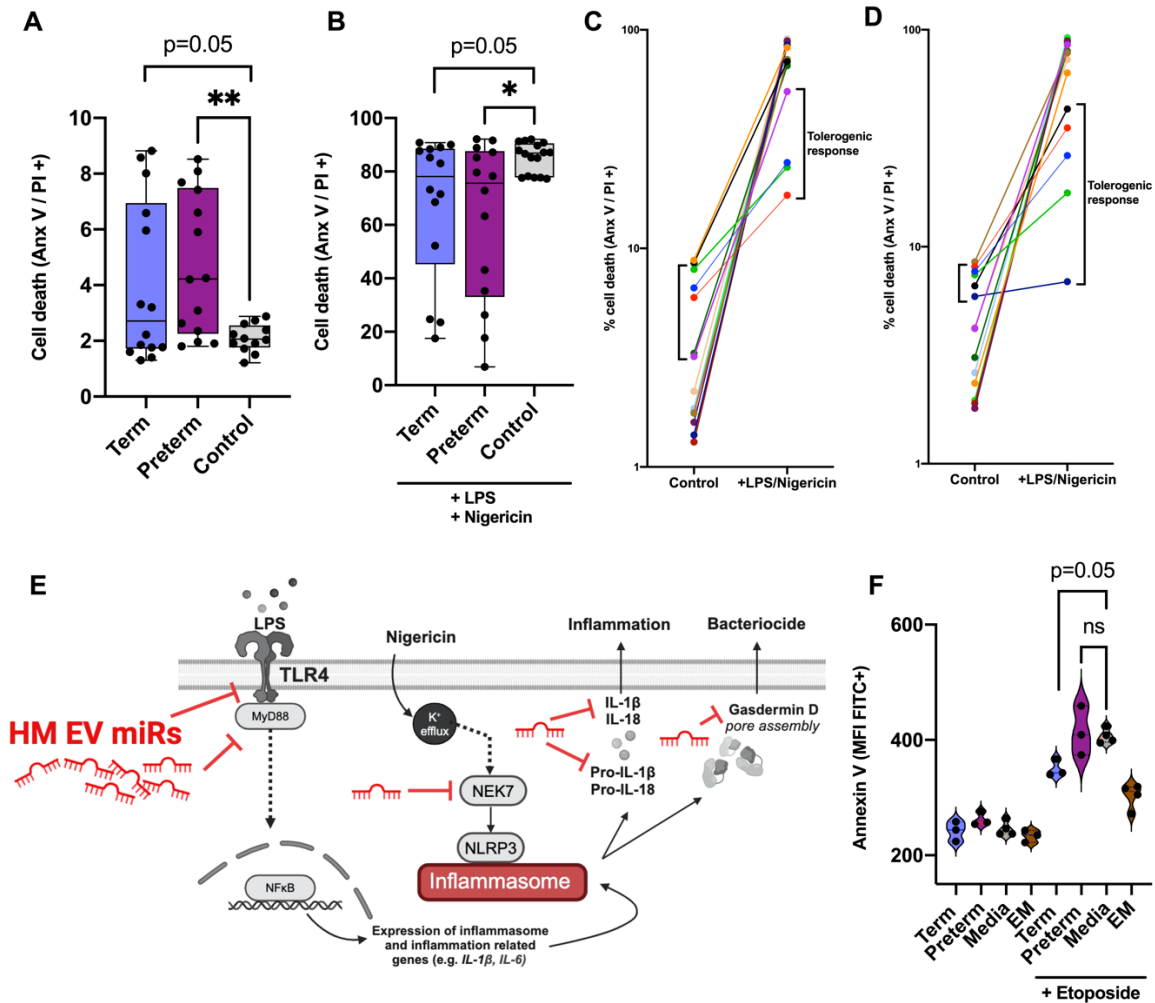 A
p=0.05
**
Cell death (Anx V / PI +)
10
8
6
4
2
0
Term
Preterm
Control
B
p=0.05
*
Cell death (Anx V / PI +)
100
80
60
40
20
0
Term
Preterm
Control
+ LPS
+ Nigericin
C
% cell death (Anx V / PI +)
100
10
1
Tolerogenic
response
Control
+LPS/Nigericin
D
% cell death (Anx V / PI +)
100
10
1
Tolerogenic
response
Control
+LPS/Nigericin
E
LPS
TLR4
MyD88
HM EV miRs
Nigericin
K+
efflux
NEK7
NLRP3
Inflammasome
Inflammation
IL-1β
IL-18
Pro-IL-1β
Pro-IL-18
Bacteriocide
Gasdermin D
pore assembly
NFκB
Expression of inflammasome
and inflammation related
genes (e.g. IL-1β, IL-6)
F
p=0.05
ns
Annexin V (MFI FITC+)
600
400
200
Term
Preterm
Media
EM
Term
Preterm
Media
EM
+ Etoposide